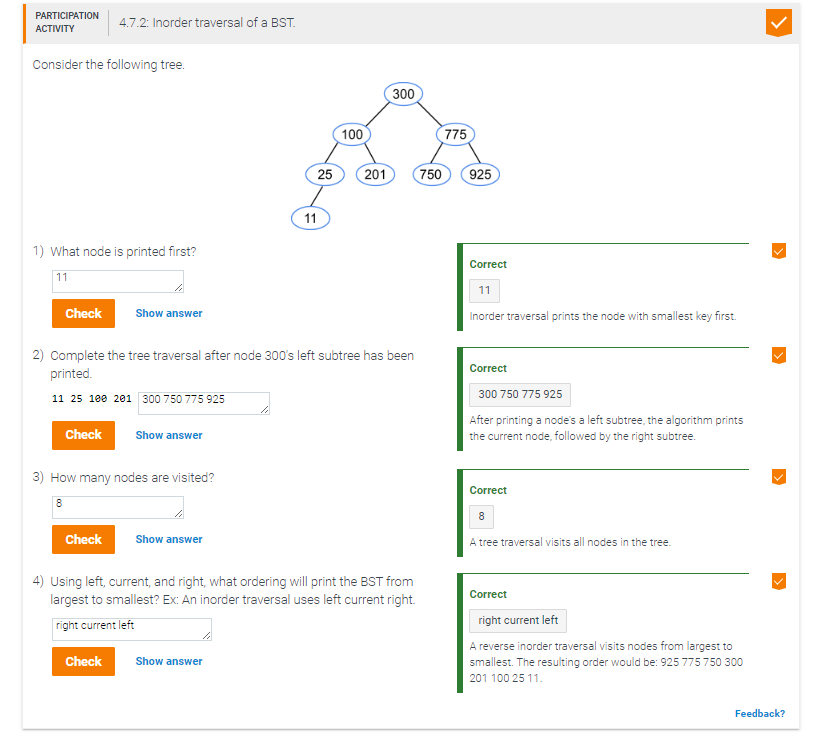 PARTICIPATION
ACTIVITY
4.7.2: Inorder traversal of a BST.
Consider the following tree.
300
100 775
25 201 750 925
11
1) What node is printed first?
11
Check Show answer
Correct
11
Inorder traversal prints the node with smallest key first.
2) Complete the tree traversal after node 300's left subtree has been
printed.
11 25 100 201 300 750 775 925
Check Show answer
Correct
300 750 775 925
After printing a node's a left subtree, the algorithm prints
the current node, followed by the right subtree.
3) How many nodes are visited?
8
Check Show answer
Correct
8
A tree traversal visits all nodes in the tree.
4) Using left, current, and right, what ordering will print the BST from
largest to smallest? Ex: An inorder traversal uses left current right.
right current left
Check Show answer
Correct
right current left
A reverse inorder traversal visits nodes from largest to
smallest. The resulting order would be: 925 775 750 300
201 100 25 11.
Feedback?